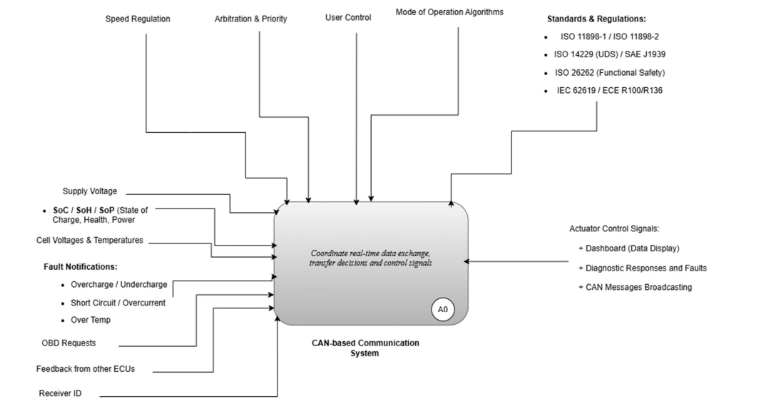 Speed Regulation
Arbitration & Priority
User Control
Mode of Operation Algorithms
Standards & Regulations:
• ISO 11898-1 / ISO 11898-2
• ISO 14229 (UDS) / SAE J1939
• ISO 26262 (Functional Safety)
• IEC 62619 / ECE R100/R136
Supply Voltage
• SoC / SoH / SoP (State of
Charge, Health, Power
Cell Voltages & Temperatures
Fault Notifications:
• Overcharge / Undercharge
• Short Circuit / Overcurrent
• Over Temp
OBD Requests
Feedback from other ECUs
Receiver ID
Coordinate real-time data exchange,
transfer decisions and control signals
A0
CAN-based Communication
System
Actuator Control Signals:
+ Dashboard (Data Display)
+ Diagnostic Responses and Faults
+ CAN Messages Broadcasting